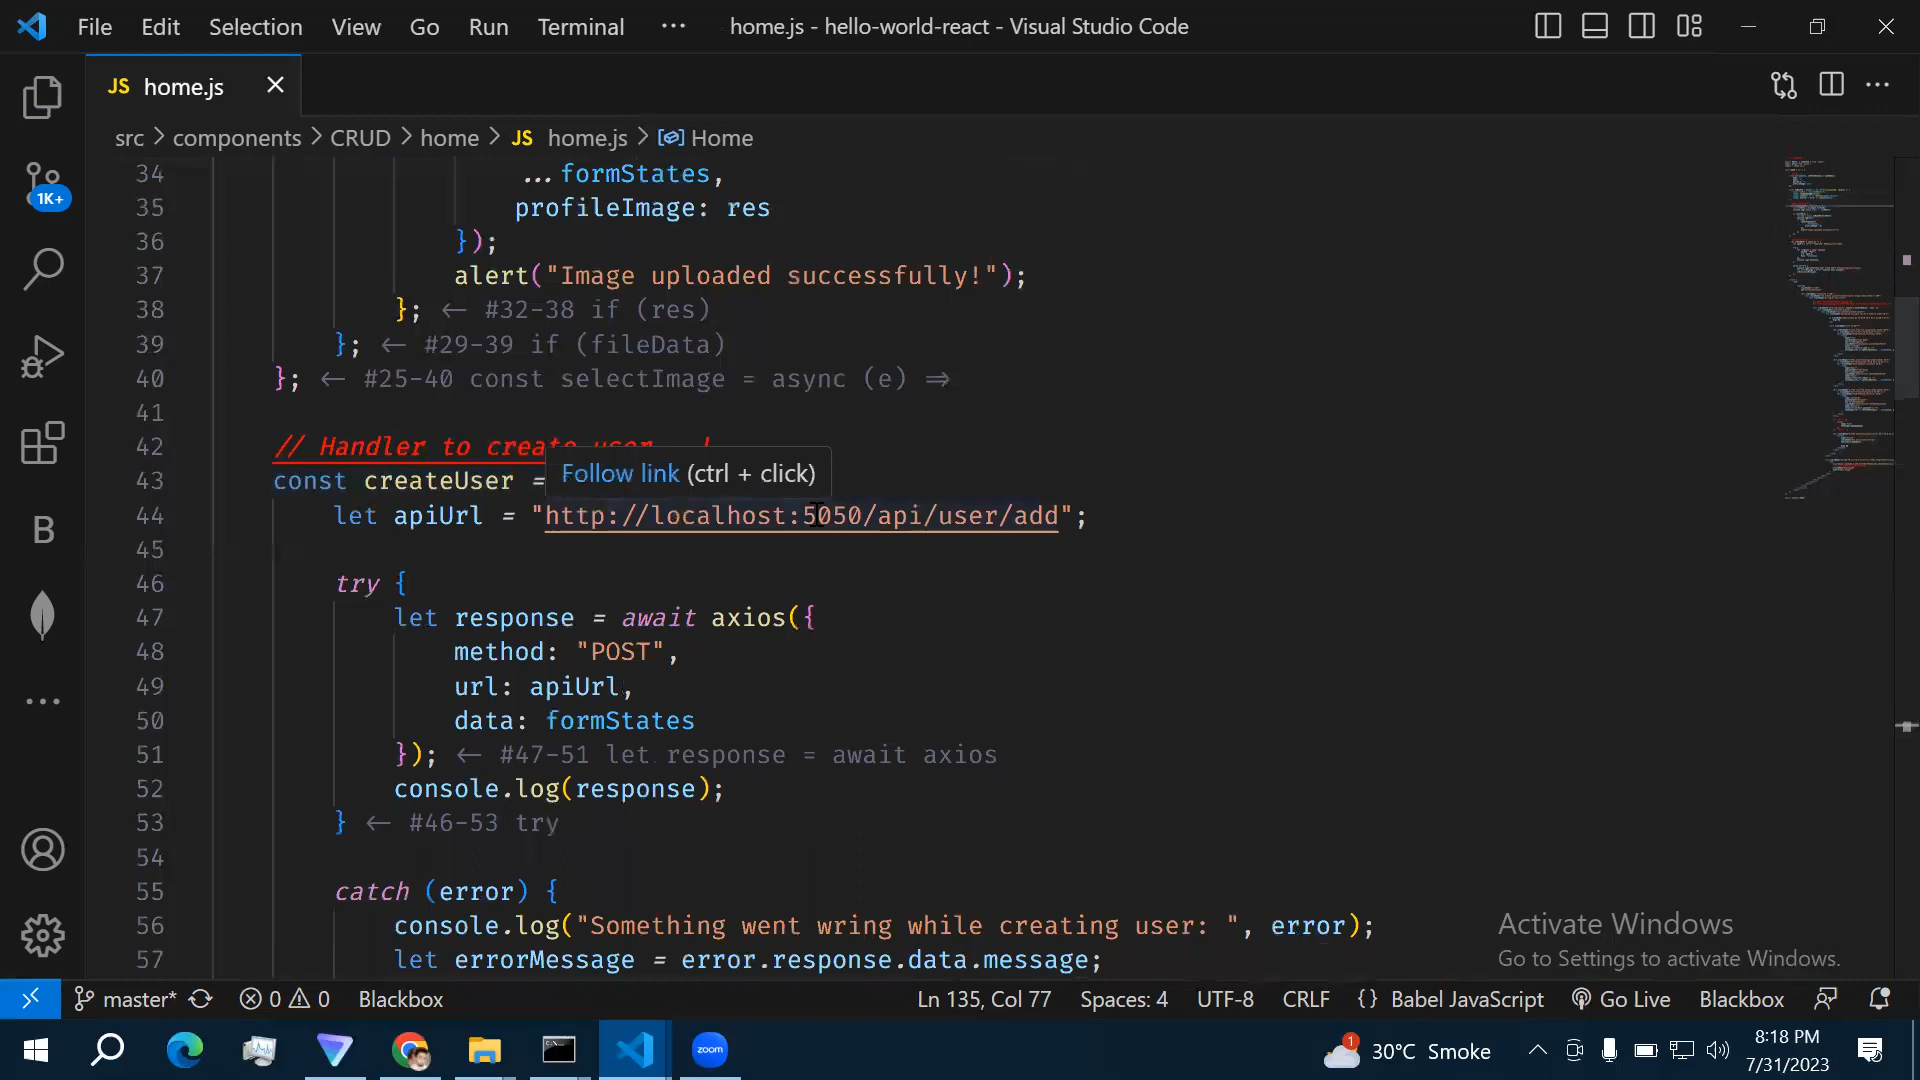 File Edit Selection View Go Run Terminal ··· home.js - hello-world-react - Visual Studio Code
JS home.js
src > components > CRUD > home > JS home.js > Home
34 ...formStates,
35 profileImage: res
36 });
37 alert("Image uploaded successfully!");
38 }; ← #32-38 if (res)
39 }; ← #29-39 if (fileData)
40 }; ← #25-40 const selectImage = async (e) ⇒
41
42 // Handler to create user...!
Follow link (ctrl + click)
43 const createUser =
44 let apiUrl = "http://localhost:5050/api/user/add";
45
46 try {
47 let response = await axios({
48 method: "POST",
49 url: apiUrl,
50 data: formStates
51 }); ← #47-51 let response = await axios
52 console.log(response);
53 } ← #46-53 try
54
55 catch (error) {
56 console.log("Something went wring while creating user: ", error);
57 let errorMessage = error.response.data.message;
1K+
B
Activate Windows
Go to Settings to activate Windows.
master* 0 0 Blackbox Ln 135, Col 77 Spaces: 4 UTF-8 CRLF {} Babel JavaScript Go Live Blackbox
zoom 1 30°C Smoke 8:18 PM
7/31/2023